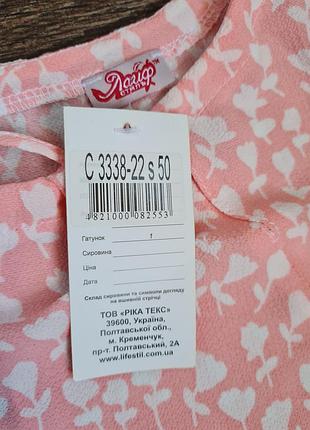 Лайф
СТИЛЬ
TM
С 3338-22 s 50
4821000082553
Гатунок 1
Сировина
Ціна
Дата
Склад сировини та символи догляду
на вшивній стрічці
ТОВ «РІКА ТЕКС»
39600, Україна,
Полтавської обл.,
м. Кременчук,
пр-т. Полтавський, 2А
www.lifestil.com.ua